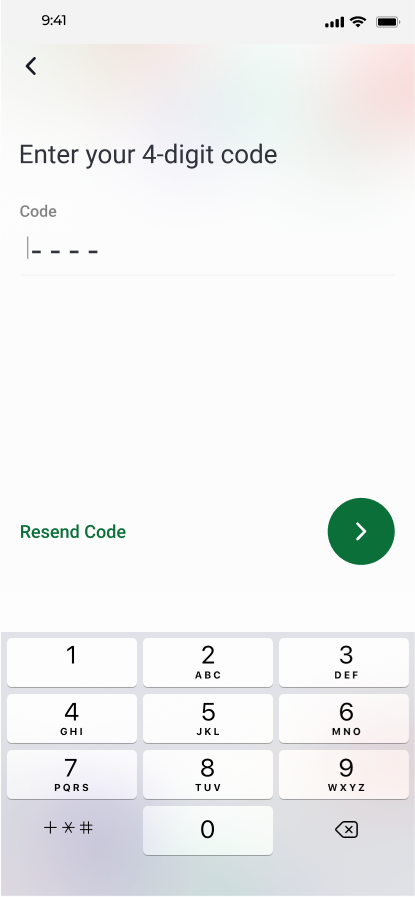 9:41
Enter your 4-digit code
Code
- - - -
Resend Code
1 2 3
ABC DEF
4 5 6
GHI JKL MNO
7 8 9
PQRS TUV WXYZ
+ * # 0